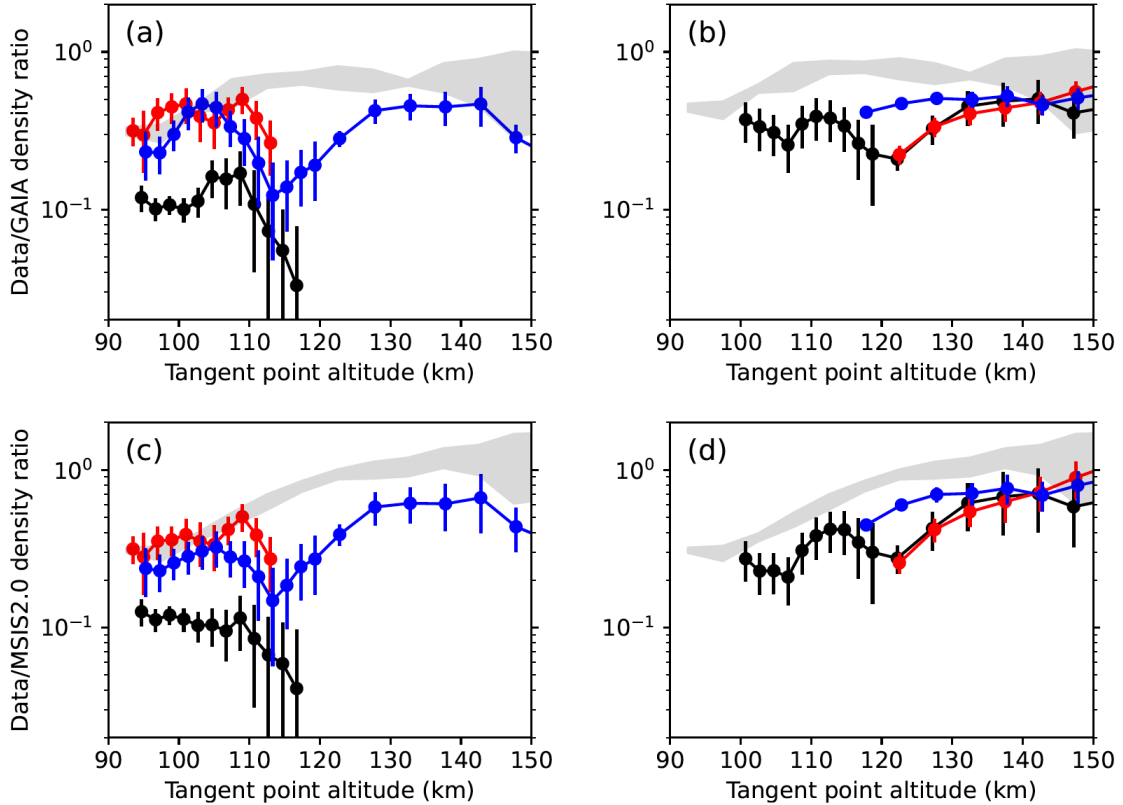 (a)
10⁰
10⁻¹
Data/GAIA density ratio
90 100 110 120 130 140 150
Tangent point altitude (km)
(b)
10⁰
10⁻¹
90 100 110 120 130 140 150
Tangent point altitude (km)
(c)
10⁰
10⁻¹
Data/MSIS2.0 density ratio
90 100 110 120 130 140 150
Tangent point altitude (km)
(d)
10⁰
10⁻¹
90 100 110 120 130 140 150
Tangent point altitude (km)